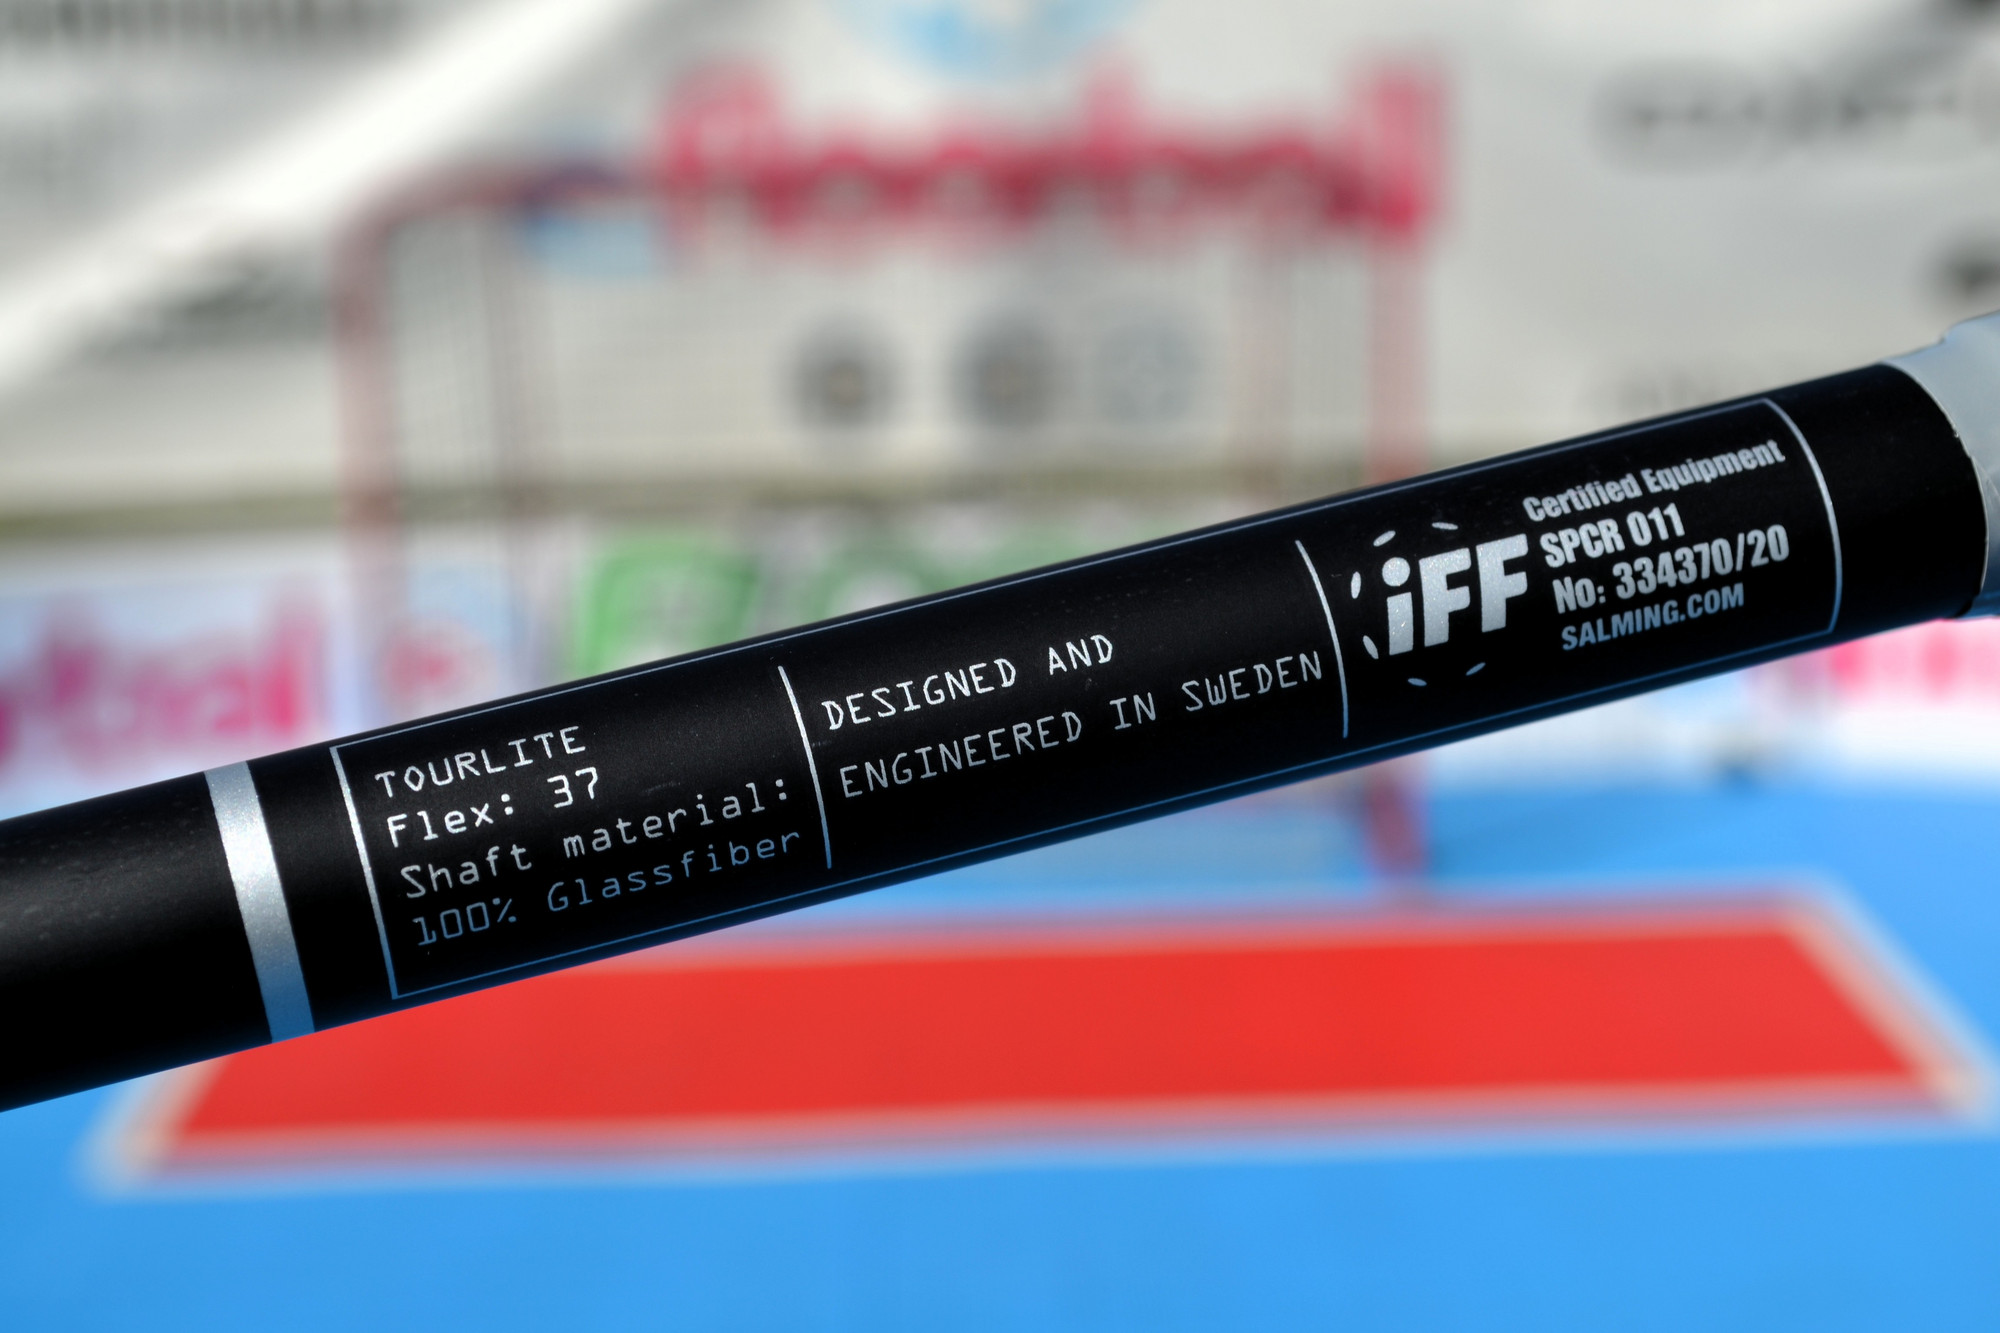 TOURLITE
Flex: 37
Shaft material:
100% Glassfiber
DESIGNED AND
ENGINEERED IN SWEDEN
iFF
Certified Equipment
SPCR 011
No: 334370/20
SALMING.COM